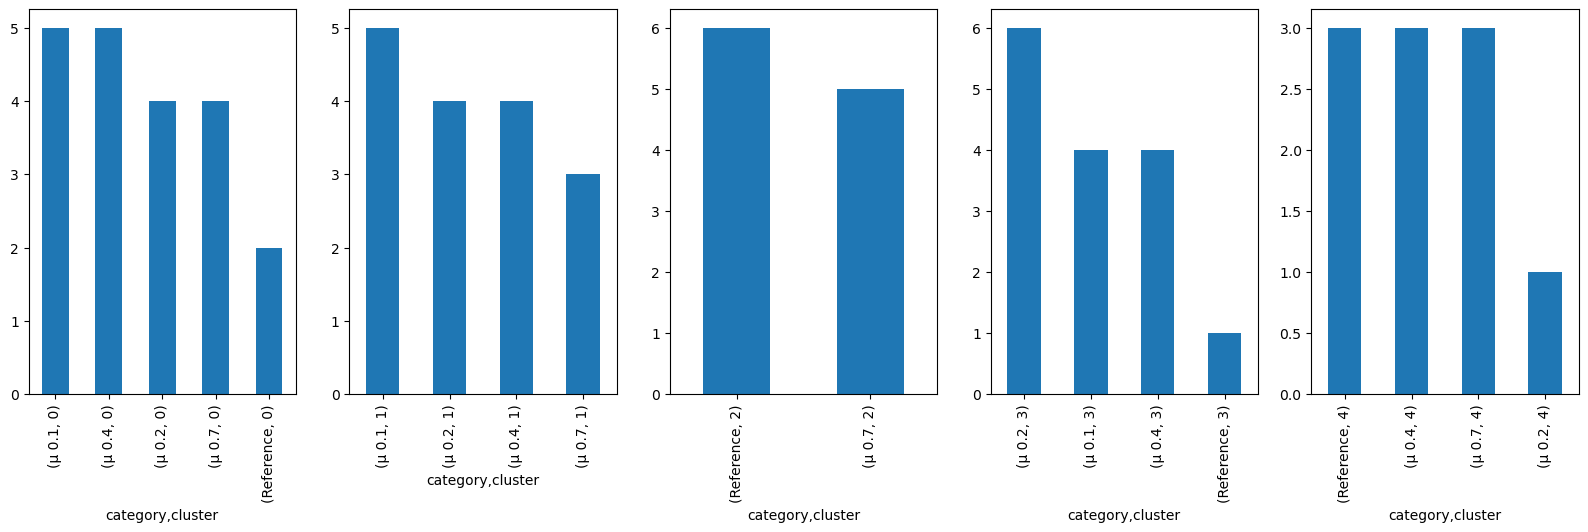 5
4
3
2
1
0
(μ 0.1, 0)
(μ 0.4, 0)
(μ 0.2, 0)
(μ 0.7, 0)
(Reference, 0)
category,cluster
5
4
3
2
1
0
(μ 0.1, 1)
(μ 0.2, 1)
(μ 0.4, 1)
(μ 0.7, 1)
category,cluster
6
5
4
3
2
1
0
(Reference, 2)
(μ 0.7, 2)
category,cluster
6
5
4
3
2
1
0
(μ 0.2, 3)
(μ 0.1, 3)
(μ 0.4, 3)
(Reference, 3)
category,cluster
3.0
2.5
2.0
1.5
1.0
0.5
0.0
(Reference, 4)
(μ 0.4, 4)
(μ 0.7, 4)
(μ 0.2, 4)
category,cluster